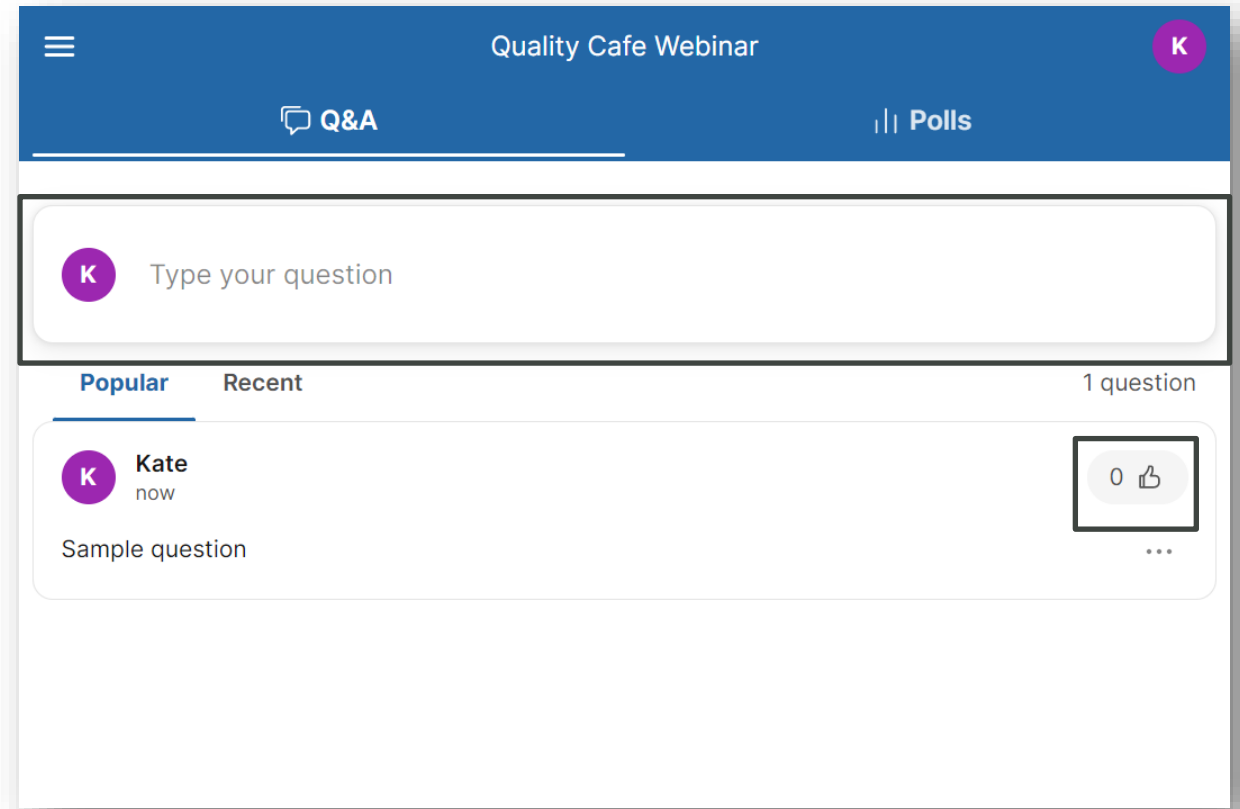 Quality Cafe Webinar
K
Q&A
Polls
K
Type your question
Popular
Recent
1 question
K
Kate
now
0
Sample question